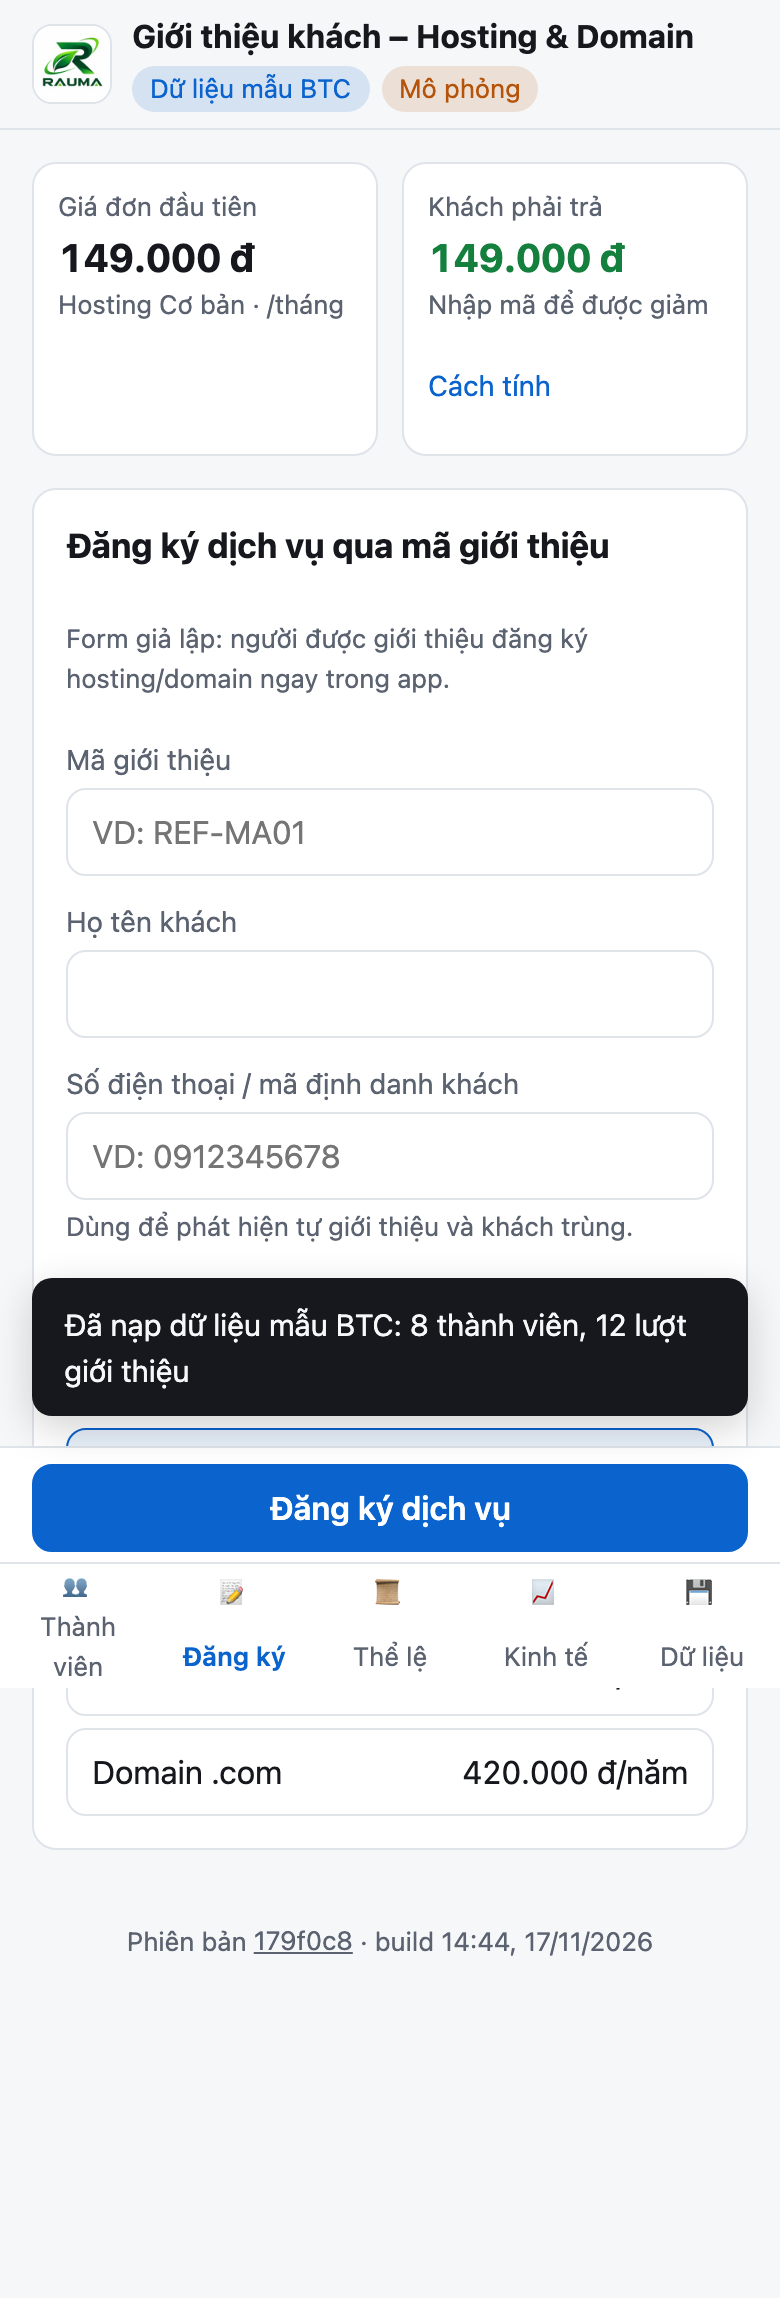 RAUMA
Giới thiệu khách – Hosting & Domain
Dữ liệu mẫu BTC
Mô phỏng
Giá đơn đầu tiên
149.000 đ
Hosting Cơ bản · /tháng
Khách phải trả
149.000 đ
Nhập mã để được giảm
Cách tính
Đăng ký dịch vụ qua mã giới thiệu
Form giả lập: người được giới thiệu đăng ký
hosting/domain ngay trong app.
Mã giới thiệu
VD: REF-MA01
Họ tên khách
Số điện thoại / mã định danh khách
VD: 0912345678
Dùng để phát hiện tự giới thiệu và khách trùng.
Đã nạp dữ liệu mẫu BTC: 8 thành viên, 12 lượt
giới thiệu
Đăng ký dịch vụ
Thành
viên
Đăng ký
Thể lệ
Kinh tế
Dữ liệu
Domain .com
420.000 đ/năm
Phiên bản 179f0c8 · build 14:44, 17/11/2026